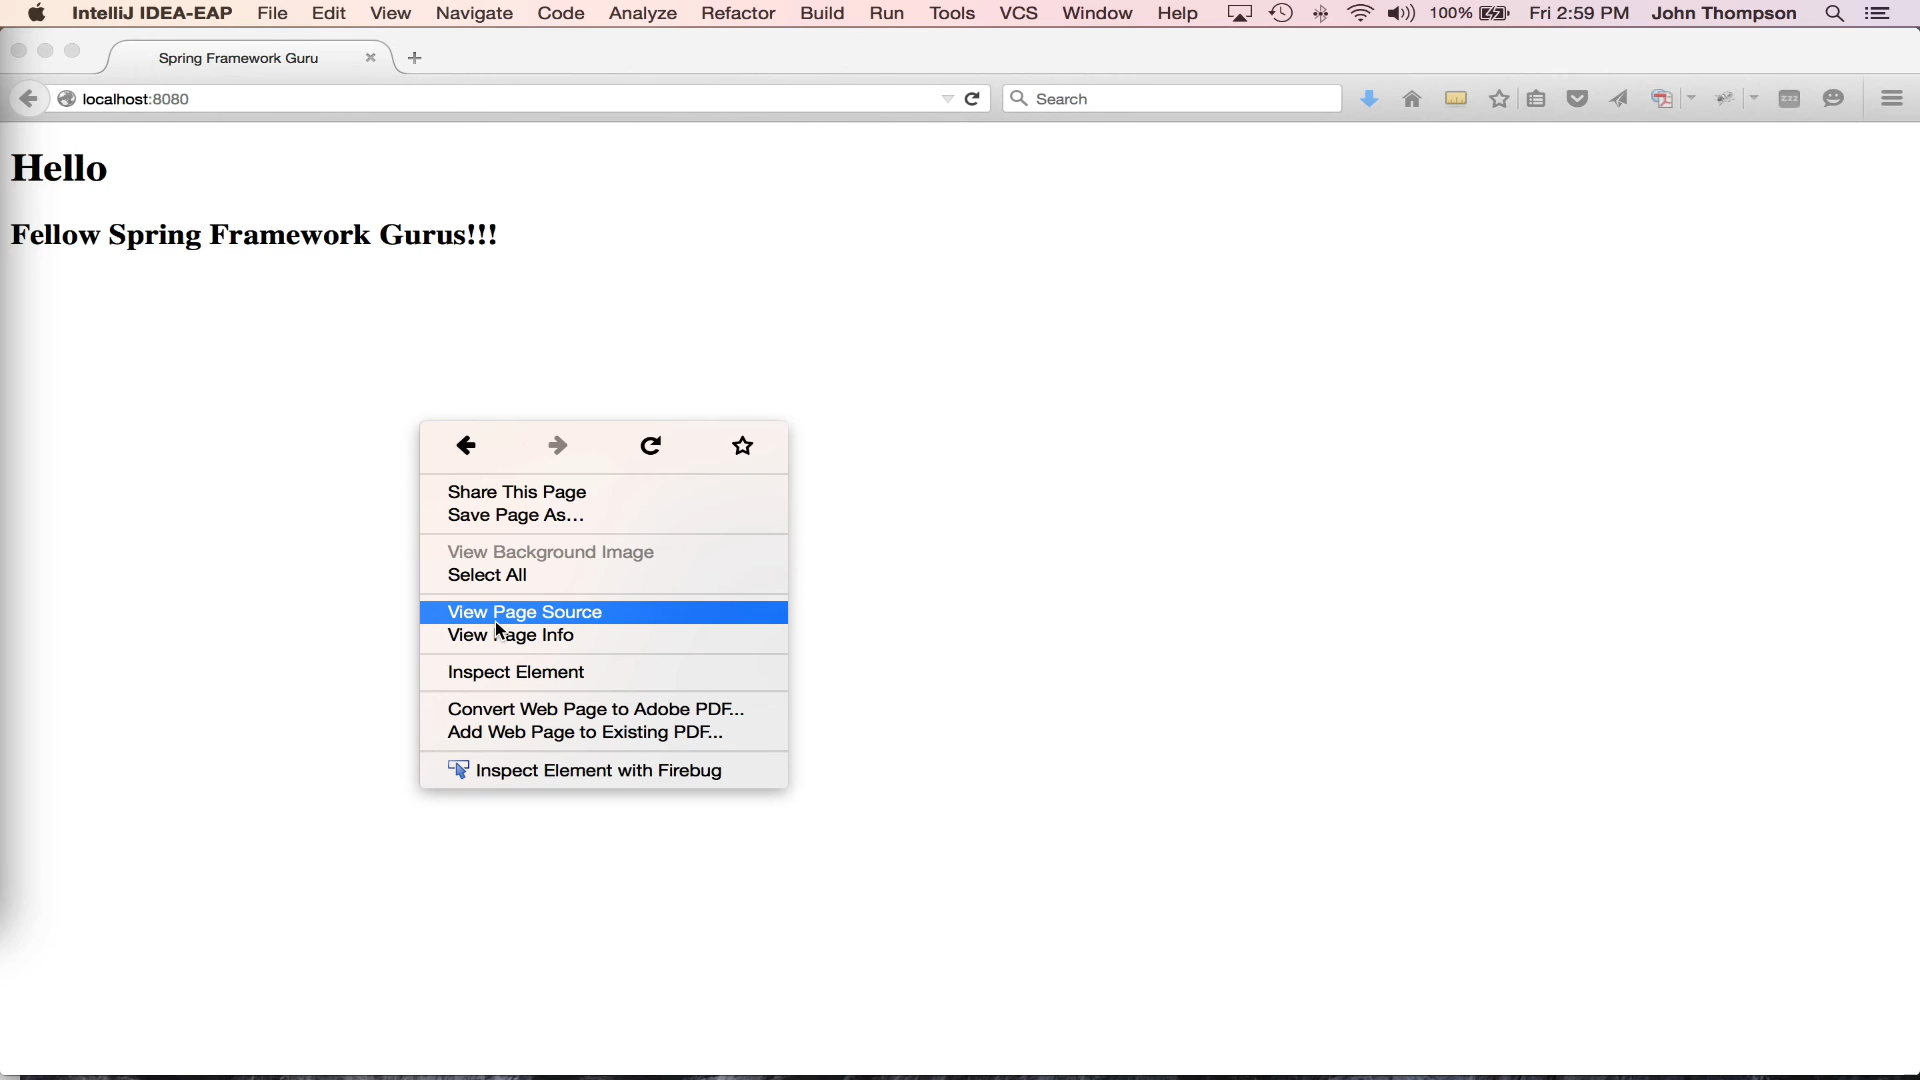 IntelliJ IDEA-EAP File Edit View Navigate Code Analyze Refactor Build Run Tools VCS Window Help 100% Fri 2:59 PM John Thompson
Spring Framework Guru
localhost:8080 Search
Hello
Fellow Spring Framework Gurus!!!
Share This Page
Save Page As...
View Background Image
Select All
View Page Source
View Page Info
Inspect Element
Convert Web Page to Adobe PDF...
Add Web Page to Existing PDF...
Inspect Element with Firebug